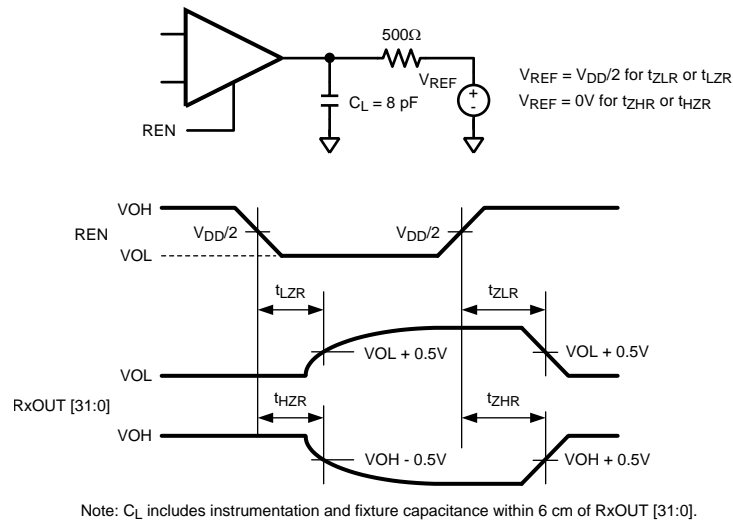 500Ω
VREF
CL = 8 pF
+
-
REN
VREF = VDD/2 for tZLR or tLZR
VREF = 0V for tZHR or tHZR
VOH
REN
VDD/2
VDD/2
VOL
tLZR
tZLR
VOL + 0.5V
VOL + 0.5V
VOL
RxOUT [31:0]
tHZR
tZHR
VOH
VOH - 0.5V
VOH + 0.5V
Note: CL includes instrumentation and fixture capacitance within 6 cm of RxOUT [31:0].